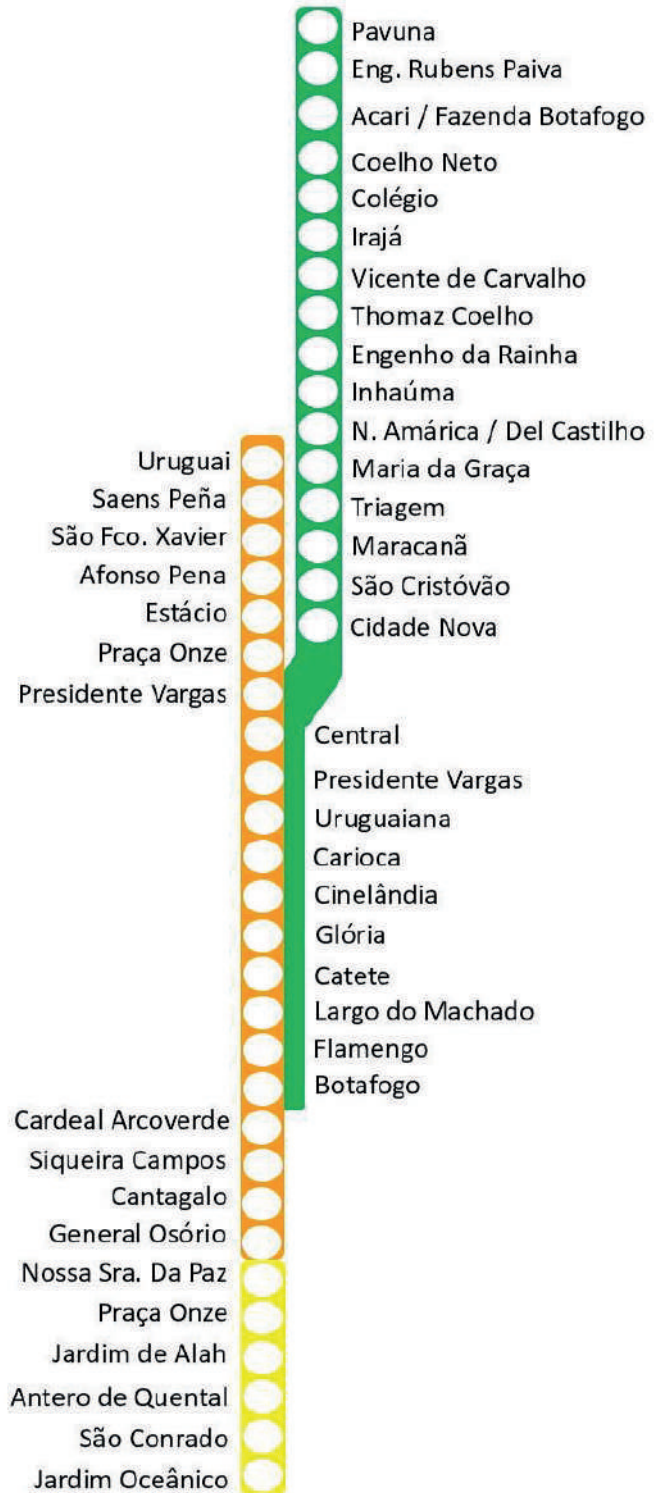 Pavuna
Eng. Rubens Paiva
Acari / Fazenda Botafogo
Coelho Neto
Colégio
Irajá
Vicente de Carvalho
Thomaz Coelho
Engenho da Rainha
Inhaúma
N. Amárica / Del Castilho
Maria da Graça
Triagem
Maracanã
São Cristóvão
Cidade Nova
Uruguai
Saens Peña
São Fco. Xavier
Afonso Pena
Estácio
Praça Onze
Presidente Vargas
Central
Presidente Vargas
Uruguaiana
Carioca
Cinelândia
Glória
Catete
Largo do Machado
Flamengo
Botafogo
Cardeal Arcoverde
Siqueira Campos
Cantagalo
General Osório
Nossa Sra. Da Paz
Praça Onze
Jardim de Alah
Antero de Quental
São Conrado
Jardim Oceânico